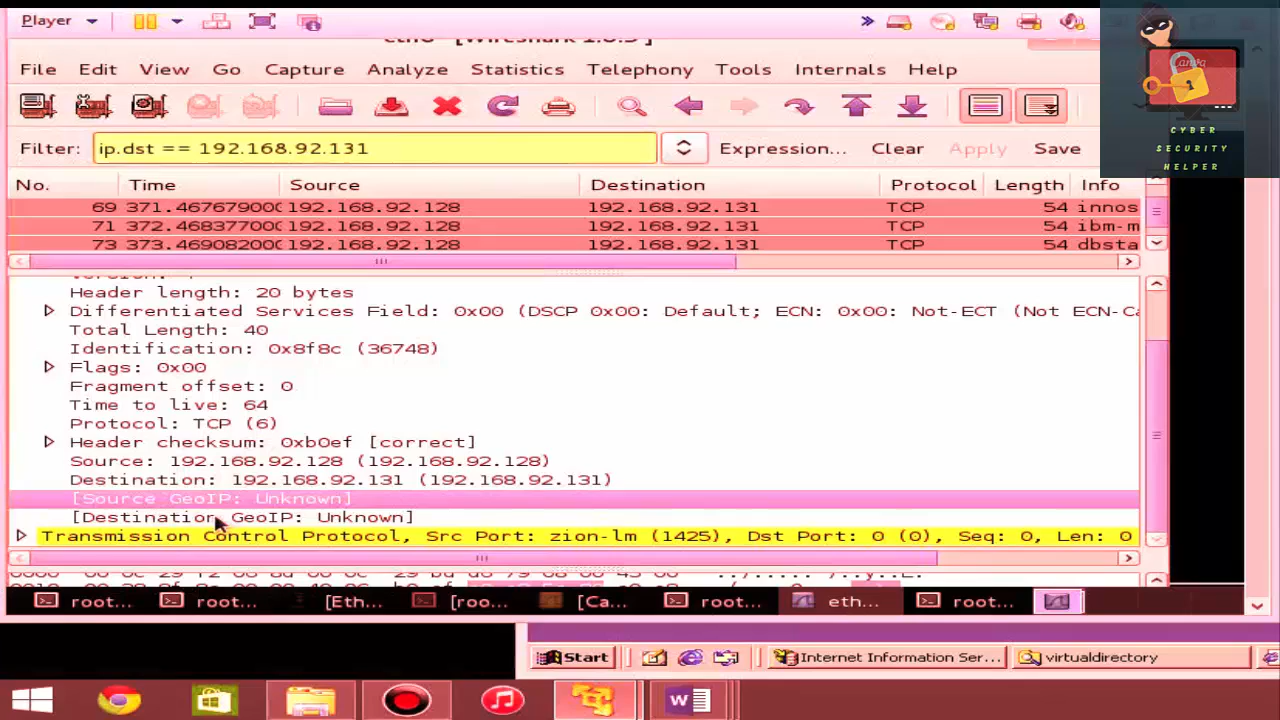 Player
File Edit View Go Capture Analyze Statistics Telephony Tools Internals Help
Canva
CYBER
SECURITY
HELPER
Filter: ip.dst == 192.168.92.131 Expression... Clear Apply Save
No. Time Source Destination Protocol Length Info
69 371.467679000 192.168.92.128 192.168.92.131 TCP 54 innos
71 372.468377000 192.168.92.128 192.168.92.131 TCP 54 ibm-m
73 373.469082000 192.168.92.128 192.168.92.131 TCP 54 dbsta
Header length: 20 bytes
Differentiated Services Field: 0x00 (DSCP 0x00: Default; ECN: 0x00: Not-ECT (Not ECN-Ca
Total Length: 40
Identification: 0x8f8c (36748)
Flags: 0x00
Fragment offset: 0
Time to live: 64
Protocol: TCP (6)
Header checksum: 0xb0ef [correct]
Source: 192.168.92.128 (192.168.92.128)
Destination: 192.168.92.131 (192.168.92.131)
[Source GeoIP: Unknown]
[Destination GeoIP: Unknown]
Transmission Control Protocol, Src Port: zion-lm (1425), Dst Port: 0 (0), Seq: 0, Len: 0
root... root... [Eth... [roo... [Ca... root... eth... root...
Start Internet Information Ser... virtualdirectory